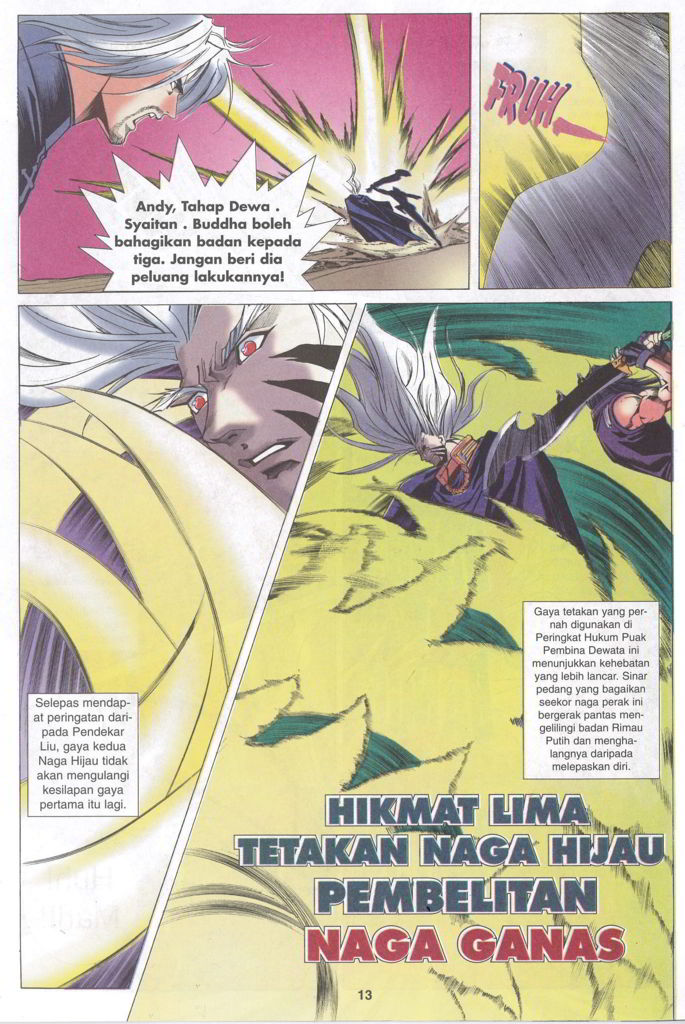 Andy, Tahap Dewa .
Syaitan . Buddha boleh
bahagikan badan kepada
tiga. Jangan beri dia
peluang lakukannya!
FRUH
Selepas mendap-
at peringatan dari-
pada Pendekar
Liu, gaya kedua
Naga Hijau tidak
akan mengulangi
kesilapan gaya
pertama itu lagi.
Gaya tetakan yang per-
nah digunakan di
Peringkat Hukum Puak
Pembina Dewata ini
menunjukkan kehebatan
yang lebih lancar. Sinar
pedang yang bagaikan
seekor naga perak ini
bergerak pantas men-
gelilingi badan Rimau
Putih dan mengha-
langnya daripada
melepaskan diri.
HIKMAT LIMA
TETAKAN NAGA HIJAU
PEMBELITAN
NAGA GANAS
13